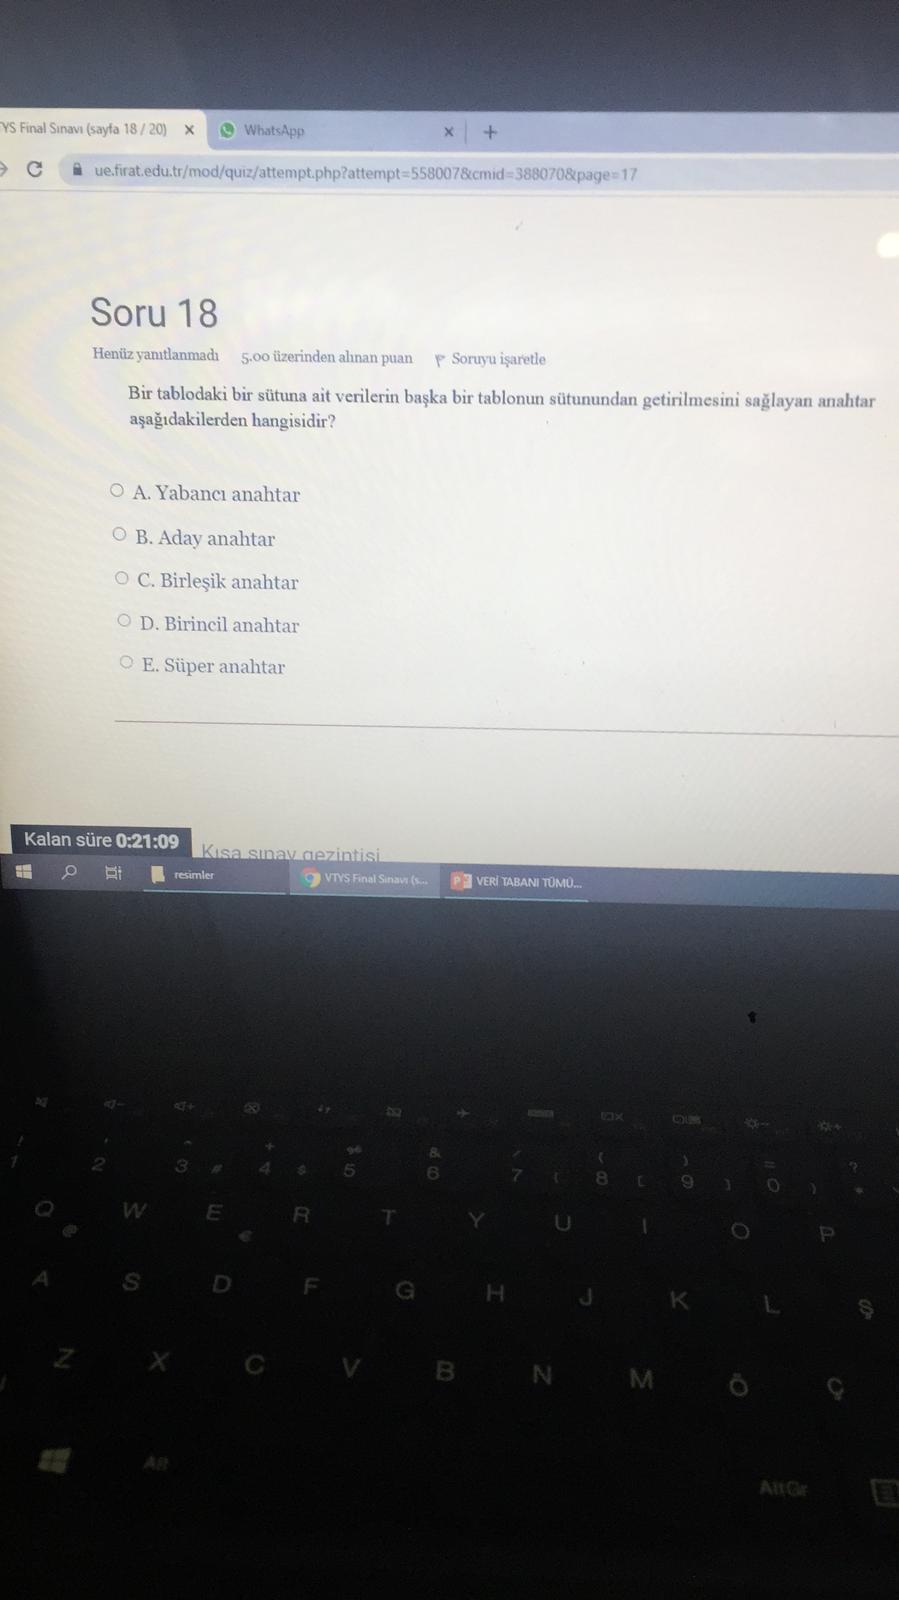 YS Final Sınavı (sayfa 18 / 20)
WhatsApp
ue.firat.edu.tr/mod/quiz/attempt.php?attempt=558007&cmid=388070&page=17
Soru 18
Henüz yanıtlanmadı 5.00 üzerinden alınan puan Soruyu işaretle
Bir tablodaki bir sütuna ait verilerin başka bir tablonun sütunundan getirilmesini sağlayan anahtar
aşağıdakilerden hangisidir?
A. Yabancı anahtar
B. Aday anahtar
C. Birleşik anahtar
D. Birincil anahtar
E. Süper anahtar
Kalan süre 0:21:09
Kısa sınav gezintisi
resimler
VTYS Final Sınavı (s...
VERİ TABANI TÜMÜ...
! ' ^ + % & / ( ) = ?
1 2 3 # 4 $ 5 6 7 { 8 [ 9 ] 0 } *
Q @ W E € R T Y U I O P
A S D F G H J K L Ş
Z X C V B N M Ö Ç
Alt AltGr